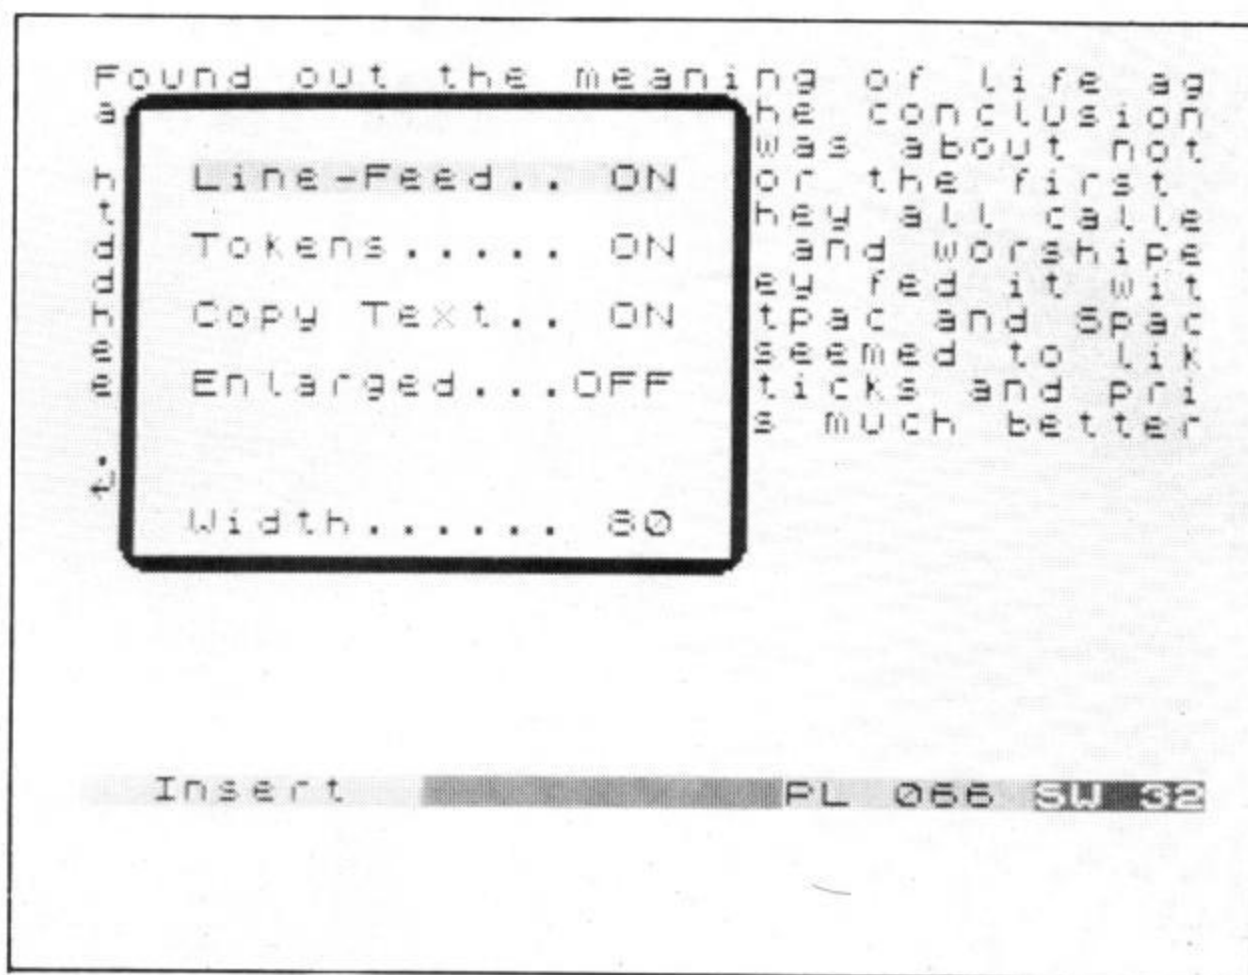 Found out the meaning of life ag
a he conclusion
was about not
h or the first
t hey all calle
d and worshipe
d ey fed it wit
h tpac and Spac
s seemed to lik
e ticks and pri
s much better
.
Line-Feed.. ON
Tokens..... ON
Copy Text.. ON
Enlarged...OFF
Width...... 80
Insert PL 066 SW 32